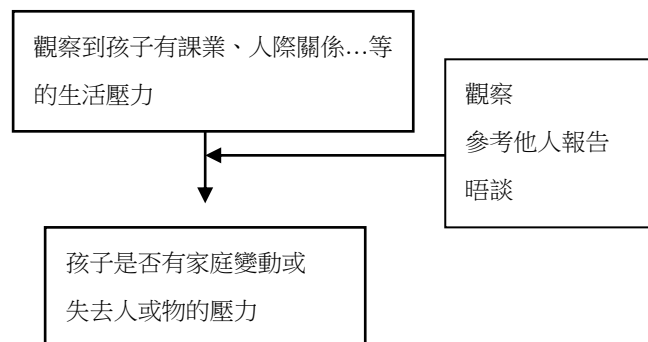 觀察到孩子有課業、人際關係…等
的生活壓力
觀察
參考他人報告
晤談
孩子是否有家庭變動或
失去人或物的壓力